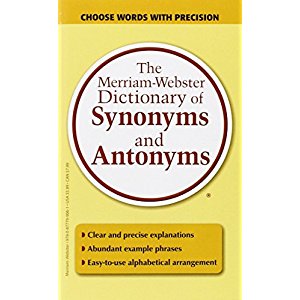 CHOOSE WORDS WITH PRECISION
The
Merriam-Webster
Dictionary of
Synonyms
and
Antonyms
®
Clear and precise explanations
Abundant example phrases
Easy-to-use alphabetical arrangement